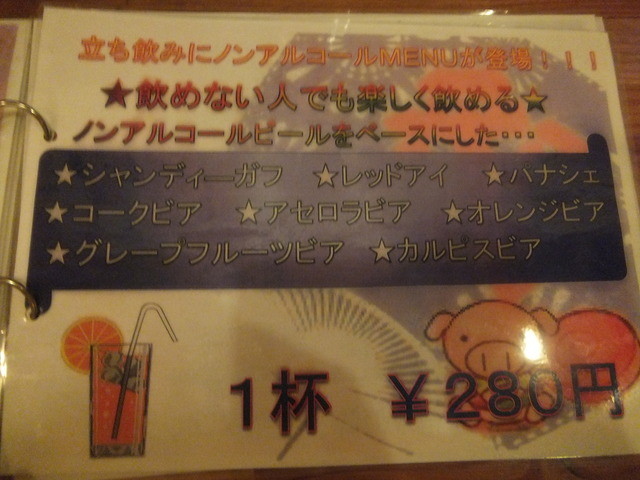 立ち飲みにノンアルコールMENUが登場！！！
★飲めない人でも楽しく飲める★
ノンアルコールビールをベースにした・・・
★シャンディーガフ ★レッドアイ ★パナシェ
★コークビア ★アセロラビア ★オレンジビア
★グレープフルーツビア ★カルピスビア
1杯 ￥280円